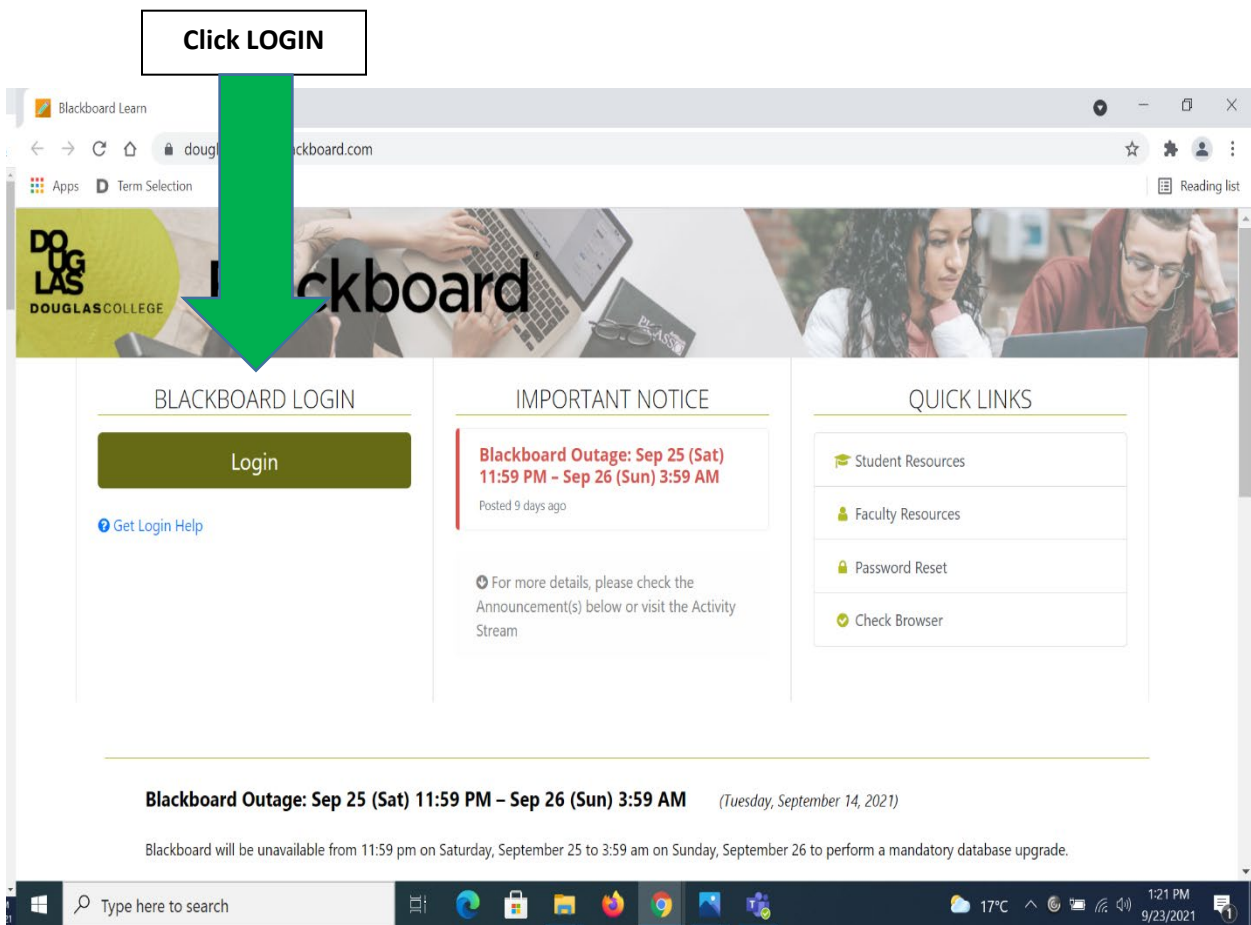 Click LOGIN
Blackboard Learn
Apps
Term Selection
Reading list
DO
UG
LAS
DOUGLASCOLLEGE
PICASSO
BLACKBOARD LOGIN
Login
Get Login Help
IMPORTANT NOTICE
Blackboard Outage: Sep 25 (Sat)
11:59 PM – Sep 26 (Sun) 3:59 AM
Posted 9 days ago
For more details, please check the
Announcement(s) below or visit the Activity
Stream
QUICK LINKS
Student Resources
Faculty Resources
Password Reset
Check Browser
Blackboard Outage: Sep 25 (Sat) 11:59 PM – Sep 26 (Sun) 3:59 AM (Tuesday, September 14, 2021)
Blackboard will be unavailable from 11:59 pm on Saturday, September 25 to 3:59 am on Sunday, September 26 to perform a mandatory database upgrade.
Type here to search
17°C
1:21 PM
9/23/2021